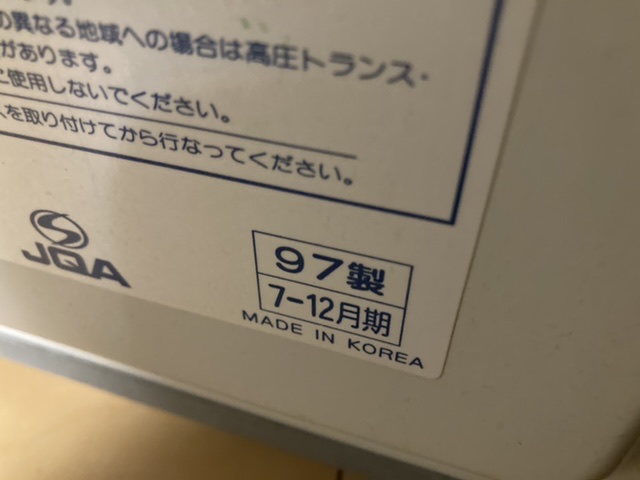 の異なる地域への場合は高圧トランス・
があります。
使用しないでください。
を取り付けてから行なってください。
JQA
97製
7-12月期
MADE IN KOREA